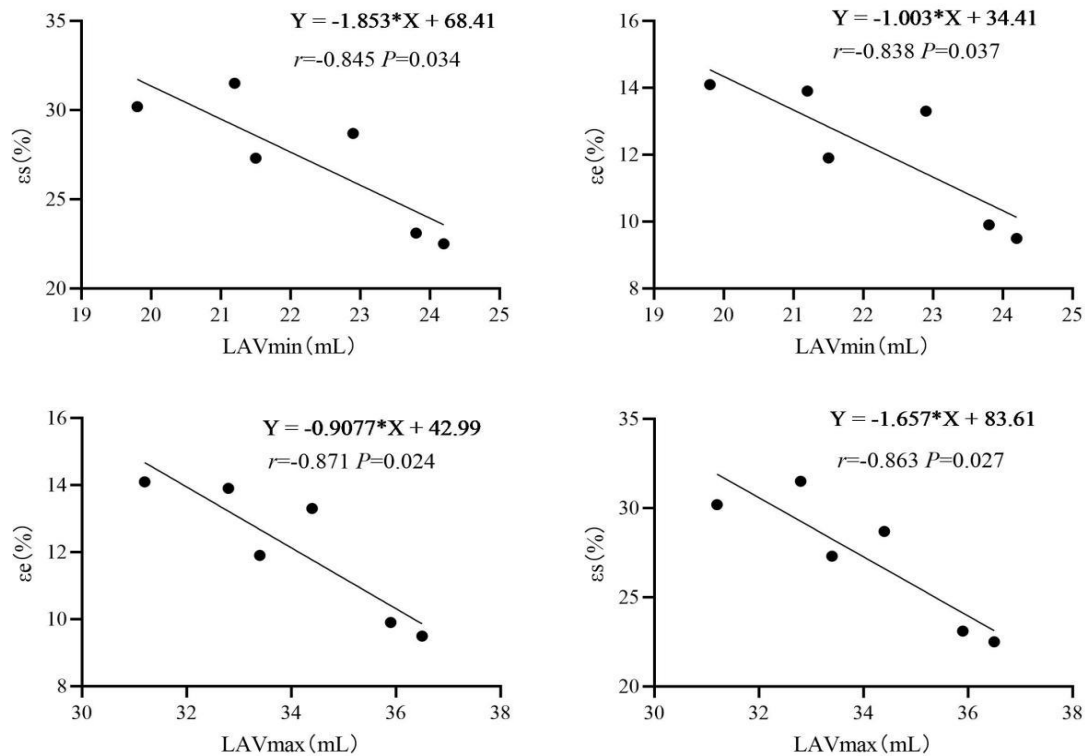 Y = -1.853*X + 68.41
r=-0.845 P=0.034
35
30
25
20
εs(%)
19 20 21 22 23 24 25
LAVmin(mL)
Y = -1.003*X + 34.41
r=-0.838 P=0.037
16
14
12
10
8
εe(%)
19 20 21 22 23 24 25
LAVmin(mL)
Y = -0.9077*X + 42.99
r=-0.871 P=0.024
16
14
12
10
8
εe(%)
30 32 34 36 38
LAVmax(mL)
Y = -1.657*X + 83.61
r=-0.863 P=0.027
35
30
25
20
εs(%)
30 32 34 36 38
LAVmax(mL)